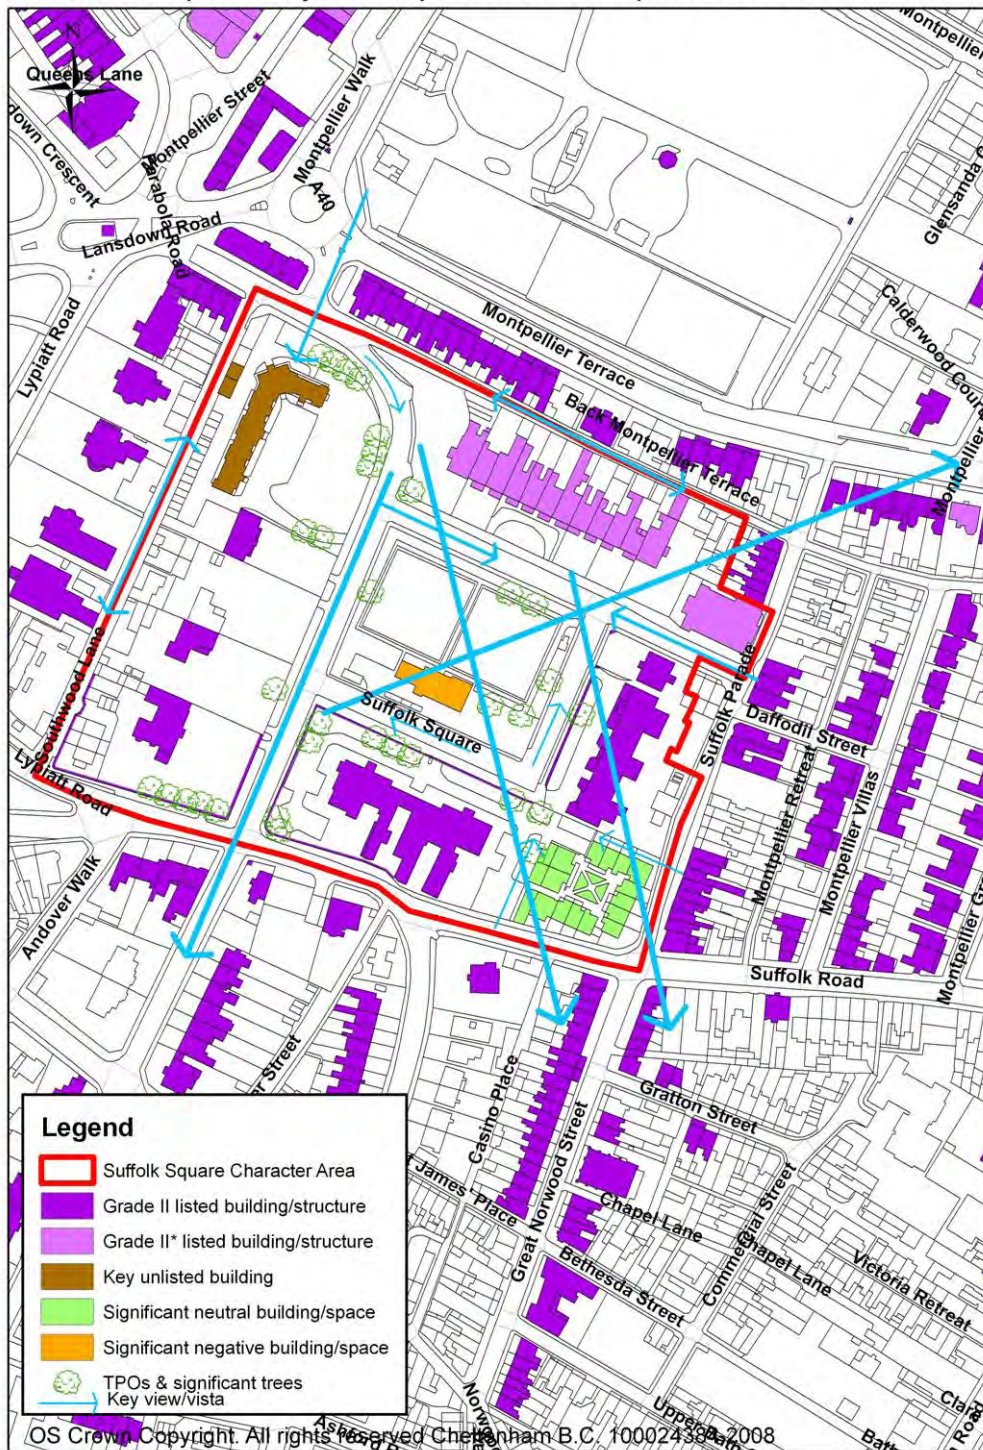 N
Queens Lane
Montpellier Street
Montpellier Walk
A40
Parabola Road
Lansdown Road
Lypiatt Road
Montpellier Terrace
Back Montpellier Terrace
Calderwood Court
Montpellier
Montpellier
Suffolk Parade
Daffodil Street
Montpellier Retreat
Montpellier Villas
Suffolk Square
Southwood Lane
Lypiatt Road
Andover Walk
Suffolk Road
Casino Place
Great Norwood Street
Gratton Street
James' Place
Chapel Lane
Commercial Street
Chapel Lane
Victoria Retreat
Bethesda Street
Legend
Suffolk Square Character Area
Grade II listed building/structure
Grade II* listed building/structure
Key unlisted building
Significant neutral building/space
Significant negative building/space
TPOs & significant trees
Key view/vista
Road
OS Crown Copyright. All rights reserved Cheltenham B.C. 2008